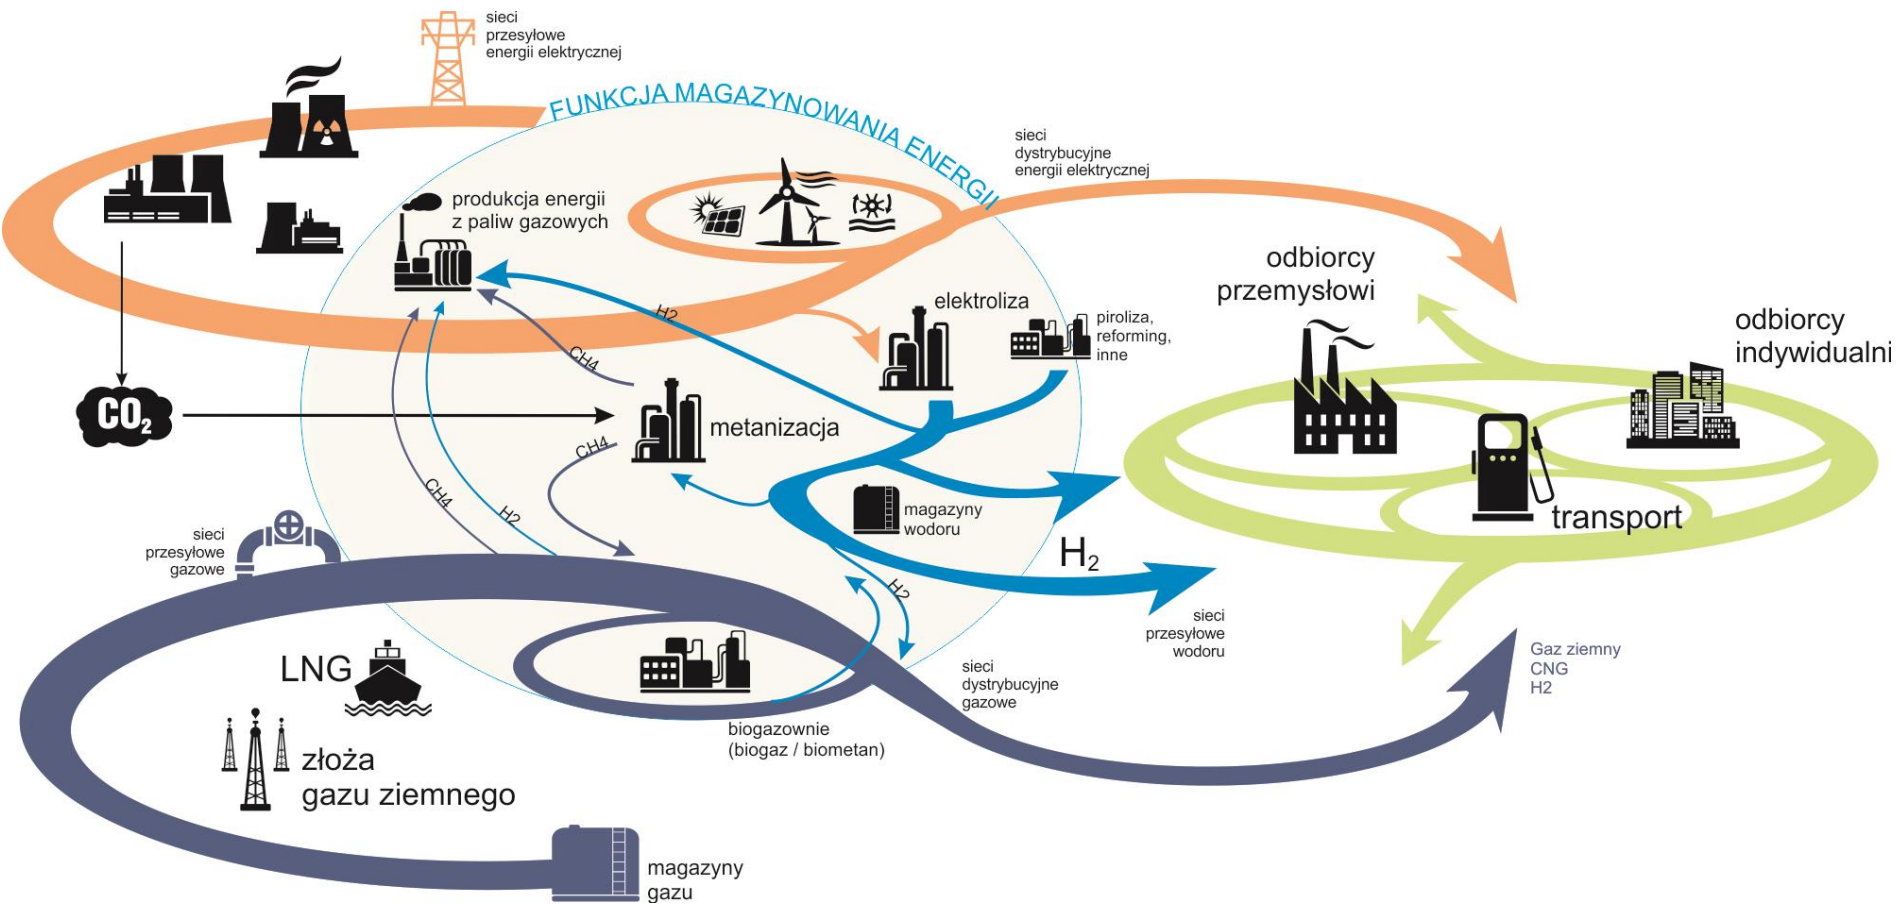 sieci
przesyłowe
energii elektrycznej
FUNKCJA MAGAZYNOWANIA ENERGII
sieci
dystrybucyjne
energii elektrycznej
produkcja energii
z paliw gazowych
odbiorcy
przemysłowi
odbiorcy
indywidualni
elektroliza
piroliza,
reforming,
inne
H2
CH4
CO₂
metanizacja
CH4
CH4
H2
magazyny
wodoru
transport
H₂
sieci
przesyłowe
gazowe
H2
sieci
przesyłowe
wodoru
Gaz ziemny
CNG
H2
LNG
sieci
dystrybucyjne
gazowe
biogazownie
(biogaz / biometan)
złoża
gazu ziemnego
magazyny
gazu